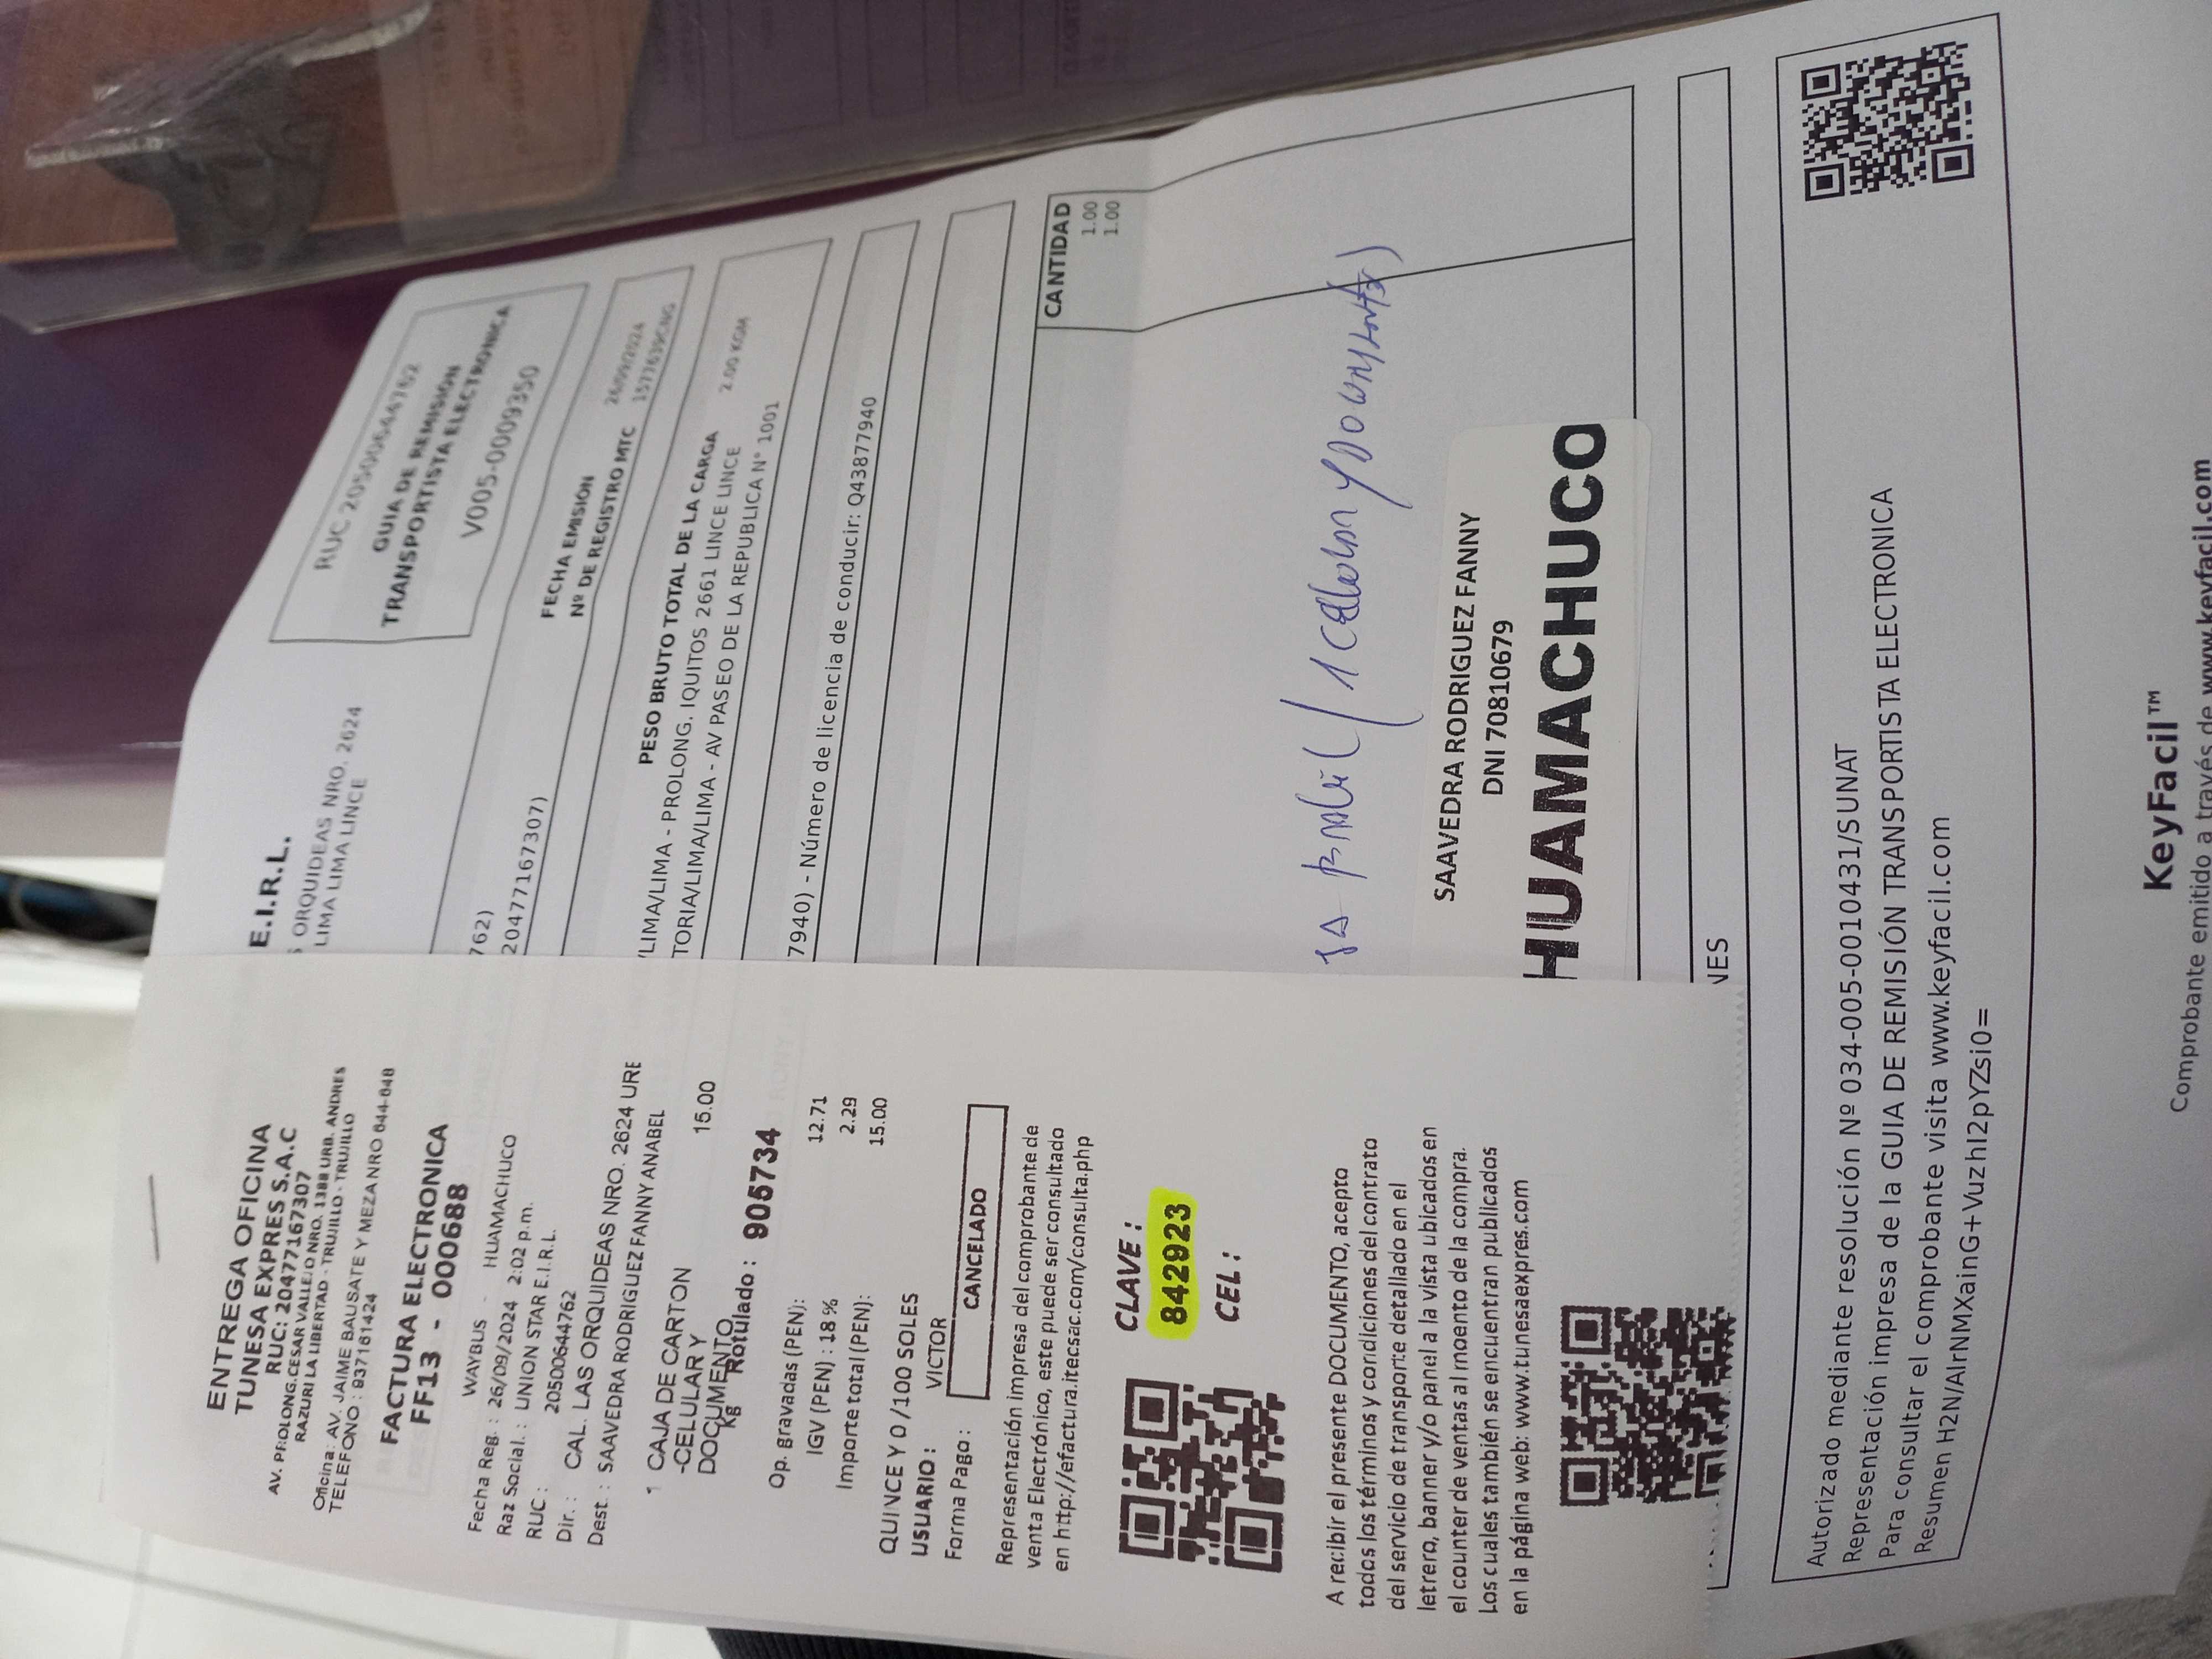 ENTREGA OFICINA
TUNESA EXPRES S.A.C
RUC: 20477167307
AV. PROLONG.CESAR VALLEJO NRO. 1388 URB. ANDRES
RAZURI LA LIBERTAD - TRUJILLO - TRUJILLO
Oficina: AV. JAIME BAUSATE Y MEZA NRO 644-648
TELEFONO : 937181424
FACTURA ELECTRONICA
FF13 - 000688
WAYBUS - HUAMACHUCO
Fecha Reg. : 26/09/2024 2:02 p.m.
Raz Social. : UNION STAR E.I.R.L.
RUC : 20500644762
Dir. : CAL. LAS ORQUIDEAS NRO. 2624 URE
Dest. : SAAVEDRA RODRIGUEZ FANNY ANABEL
1 CAJA DE CARTON
-CELULAR Y
DOCUMENTO 15.00
Kg Rotulado : 905734
Op. gravadas (PEN): 12.71
IGV (PEN) : 18% 2.29
Importe total (PEN): 15.00
QUINCE Y 0 /100 SOLES
USUARIO : VICTOR
Forma Pago : CANCELADO
Representación impresa del comprobante de
venta Electrónico, este puede ser consultado
en http://efactura.itecsac.com/consulta.php
CLAVE :
842923
CEL :
A recibir el presente DOCUMENTO, acepto
todos los términos y condiciones del contrato
del servicio de transporte detallado en el
letrero, banner y/o panel a la vista ubicados en
el counter de ventas al moento de la compra.
Los cuales también se encuentran publicados
en la página web: www.tunesaexpres.com
E.I.R.L.
S ORQUIDEAS NRO. 2624
LIMA LIMA LINCE
RUC 20500644762
GUIA DE REMISIÓN
TRANSPORTISTA ELECTRONICA
V005-0009350
762)
20477167307)
FECHA EMISIÓN 26/09/2024
Nº DE REGISTRO MTC 1577639CNG
PESO BRUTO TOTAL DE LA CARGA 2.00 KGM
/LIMA/LIMA - PROLONG. IQUITOS 2661 LINCE LINCE
TORIA/LIMA/LIMA - AV PASEO DE LA REPUBLICA N° 1001
7940) - Número de licencia de conducir: Q43877940
CANTIDAD
1.00
1.00
SAAVEDRA RODRIGUEZ FANNY
DNI 70810679
HUAMACHUCO
NES
Autorizado mediante resolución Nº 034-005-0010431/SUNAT
Representación impresa de la GUIA DE REMISIÓN TRANSPORTISTA ELECTRONICA
Para consultar el comprobante visita www.keyfacil.com
Resumen H2N/AlrNMXainG+VuzhI2pYZsi0=
KeyFacil™
Comprobante emitido a través de www.keyfacil.com